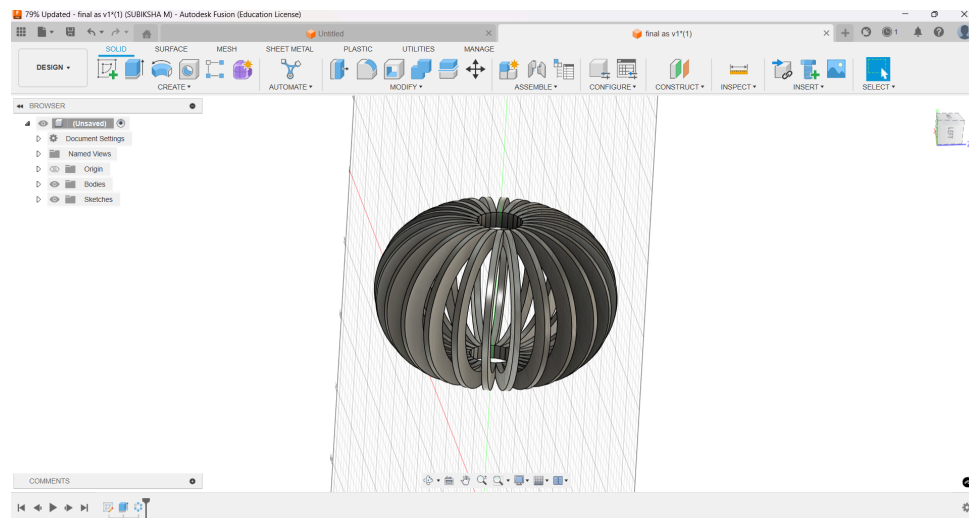 79% Updated - final as v1*(1) (SUBIKSHA M) - Autodesk Fusion (Education License)
Untitled
final as v1*(1)
1
SOLID SURFACE MESH SHEET METAL PLASTIC UTILITIES MANAGE
DESIGN
CREATE AUTOMATE MODIFY ASSEMBLE CONFIGURE CONSTRUCT INSPECT INSERT SELECT
BROWSER
(Unsaved)
Document Settings
Named Views
Origin
Bodies
Sketches
LEFT
COMMENTS